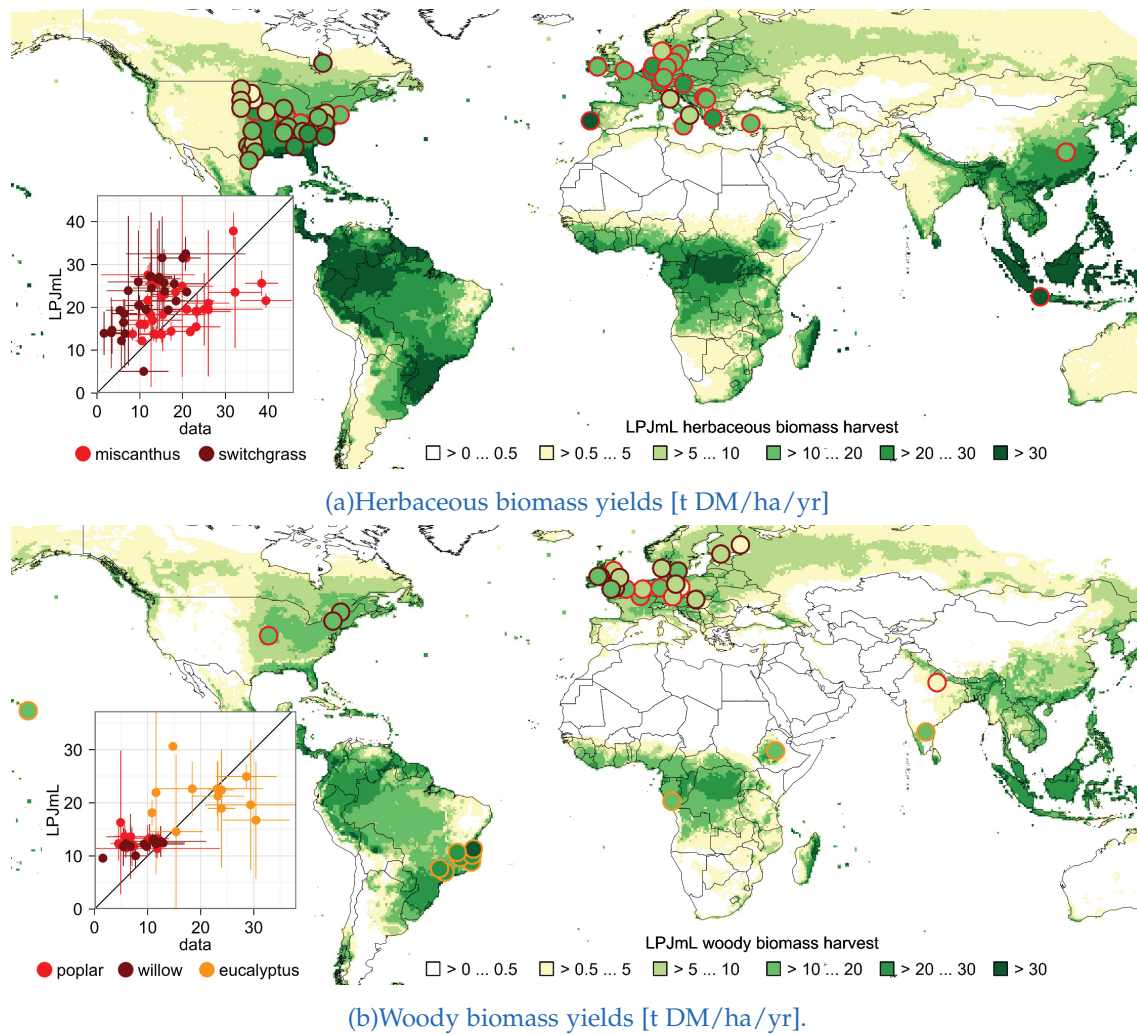 40
30
20
10
0
LPJmL
0 10 20 30 40
data
miscanthus switchgrass
LPJmL herbaceous biomass harvest
> 0 ... 0.5 > 0.5 ... 5 > 5 ... 10 > 10 ... 20 > 20 ... 30 > 30
(a)Herbaceous biomass yields [t DM/ha/yr]
30
20
10
0
LPJmL
0 10 20 30
data
poplar willow eucalyptus
LPJmL woody biomass harvest
> 0 ... 0.5 > 0.5 ... 5 > 5 ... 10 > 10 ... 20 > 20 ... 30 > 30
(b)Woody biomass yields [t DM/ha/yr].